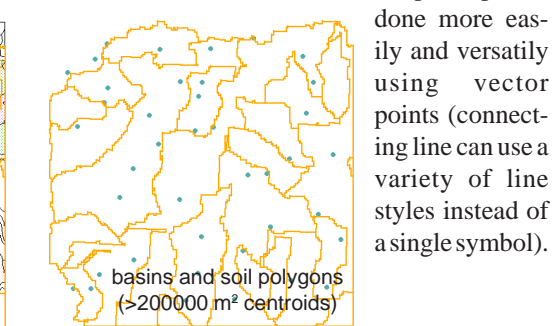 done more eas-
ily and versatily
using vector
points (connect-
ing line can use a
variety of line
styles instead of
a single symbol).
basins and soil polygons
(>200000 m² centroids)